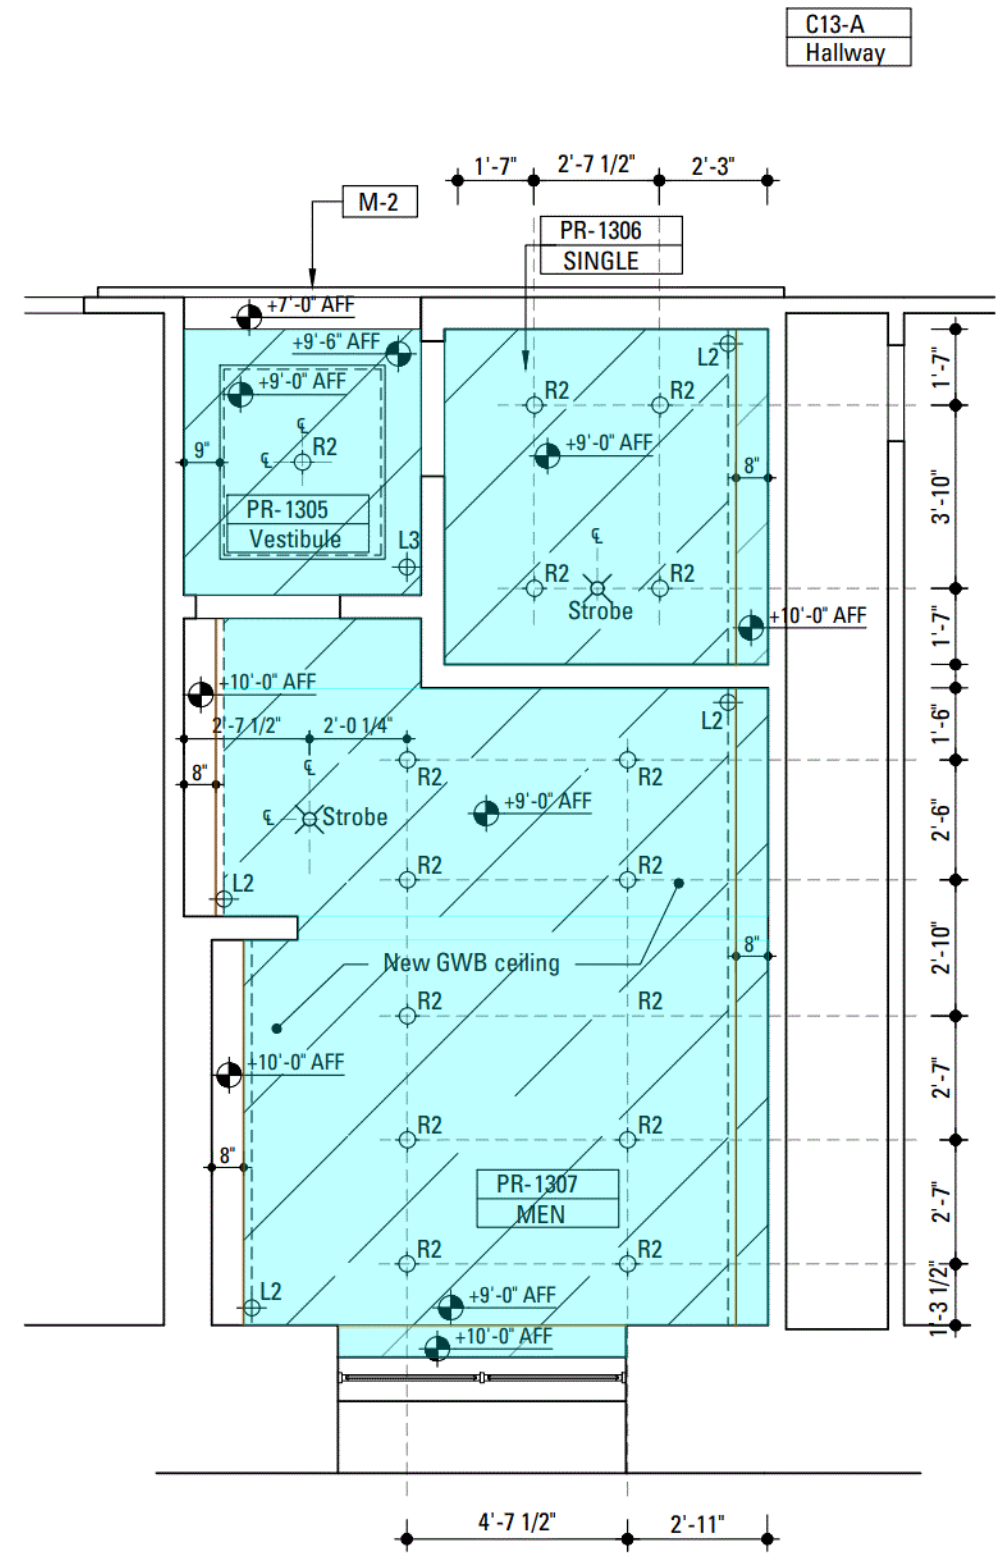 C13-A
Hallway
1'-7"
2'-7 1/2"
2'-3"
M-2
PR-1306
SINGLE
+7'-0" AFF
+9'-6" AFF
+9'-0" AFF
L2
1'-7"
R2
R2
℄
R2
℄
9"
+9'-0" AFF
8"
PR-1305
Vestibule
3'-10"
L3
℄
R2
R2
Strobe
+10'-0" AFF
1'-7"
+10'-0" AFF
2'-7 1/2"
2'-0 1/4"
L2
1'-6"
℄
8"
R2
R2
+9'-0" AFF
℄
Strobe
2'-6"
L2
R2
R2
New GWB ceiling
8"
2'-10"
R2
R2
+10'-0" AFF
2'-7"
R2
R2
8"
PR-1307
MEN
2'-7"
R2
R2
L2
+9'-0" AFF
1'-3 1/2"
+10'-0" AFF
4'-7 1/2"
2'-11"